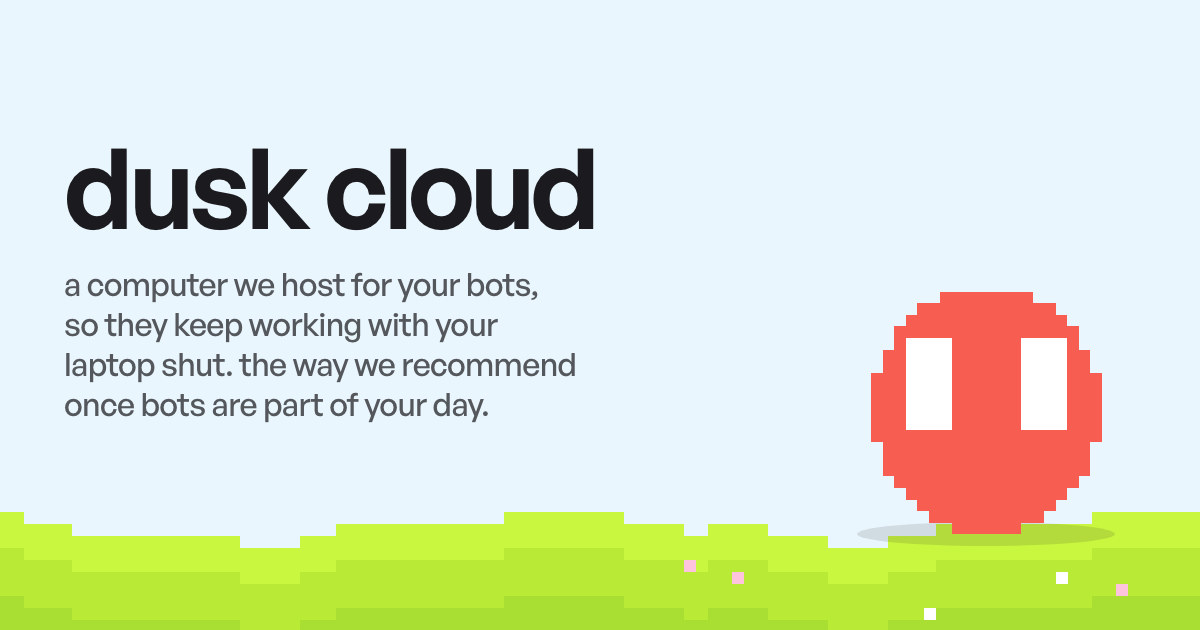 dusk cloud
a computer we host for your bots,
so they keep working with your
laptop shut. the way we recommend
once bots are part of your day.